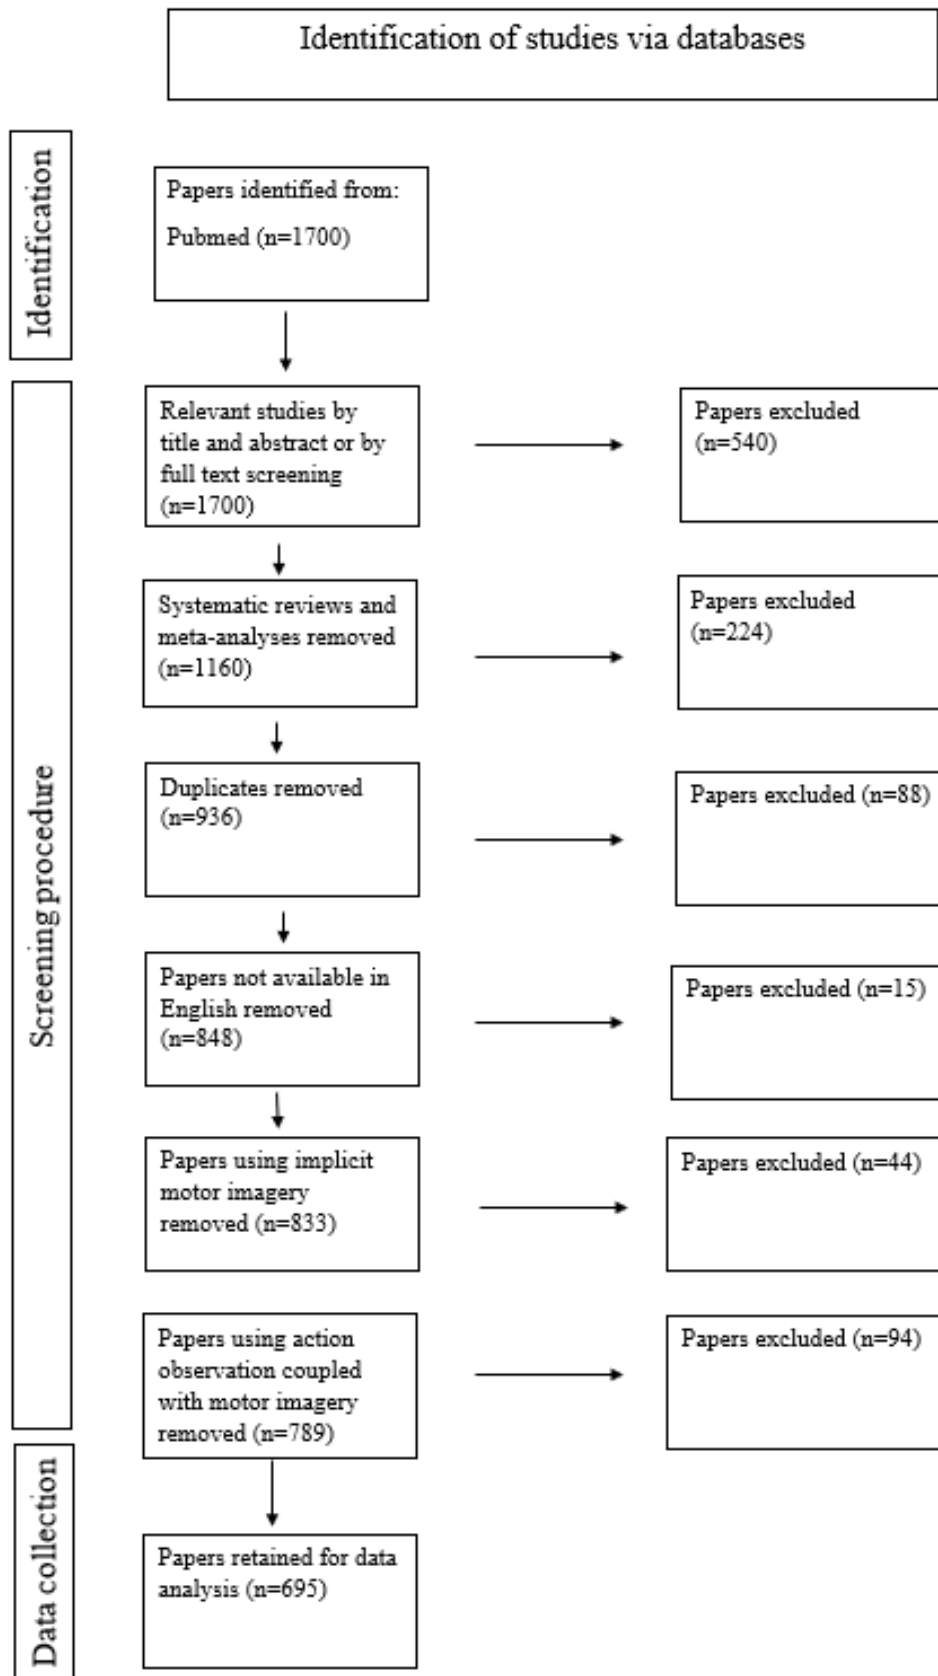 Identification of studies via databases
Identification
Papers identified from:
Pubmed (n=1700)
Screening procedure
Relevant studies by
title and abstract or by
full text screening
(n=1700)
Papers excluded
(n=540)
Systematic reviews and
meta-analyses removed
(n=1160)
Papers excluded
(n=224)
Duplicates removed
(n=936)
Papers excluded (n=88)
Papers not available in
English removed
(n=848)
Papers excluded (n=15)
Papers using implicit
motor imagery
removed (n=833)
Papers excluded (n=44)
Papers using action
observation coupled
with motor imagery
removed (n=789)
Papers excluded (n=94)
Data collection
Papers retained for data
analysis (n=695)